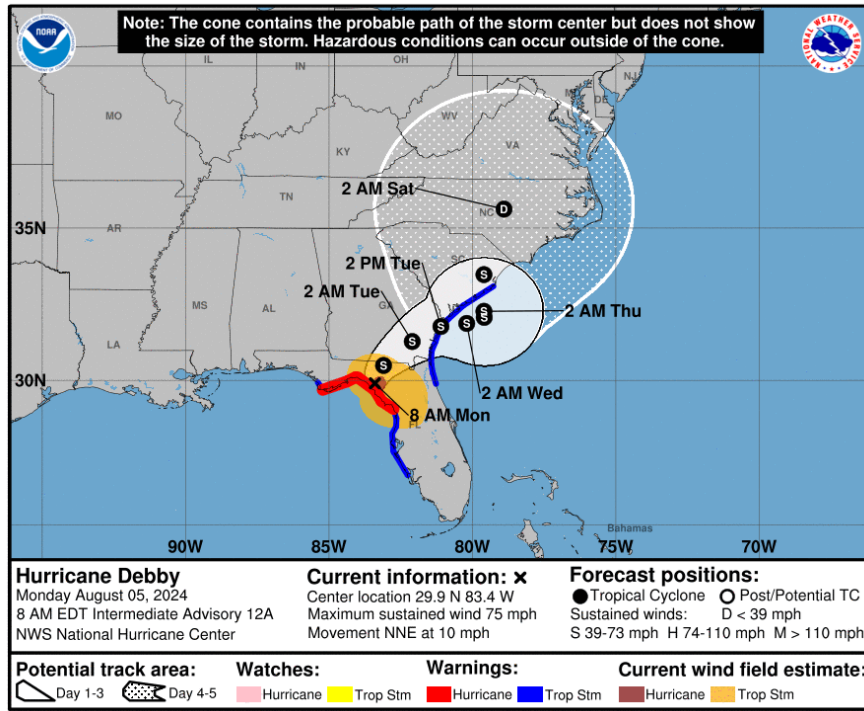 Note: The cone contains the probable path of the storm center but does not show
the size of the storm. Hazardous conditions can occur outside of the cone.
NOAA
NATIONAL WEATHER SERVICE
IL
IN
OH
NJ
DE
MO
WV
KY
VA
2 AM Sat
D
TN
NC
35N
AR
2 PM Tue
SC
S
2 AM Tue
MS
AL
GA
S
S
S
S
S
2 AM Thu
LA
S
30N
2 AM Wed
8 AM Mon
FL
Bahamas
90W
85W
80W
75W
70W
Hurricane Debby
Monday August 05, 2024
8 AM EDT Intermediate Advisory 12A
NWS National Hurricane Center
Current information: ×
Center location 29.9 N 83.4 W
Maximum sustained wind 75 mph
Movement NNE at 10 mph
Forecast positions:
Tropical Cyclone Post/Potential TC
Sustained winds: D < 39 mph
S 39-73 mph H 74-110 mph M > 110 mph
Potential track area:
Day 1-3 Day 4-5
Watches:
Hurricane Trop Stm
Warnings:
Hurricane Trop Stm
Current wind field estimate:
Hurricane Trop Stm